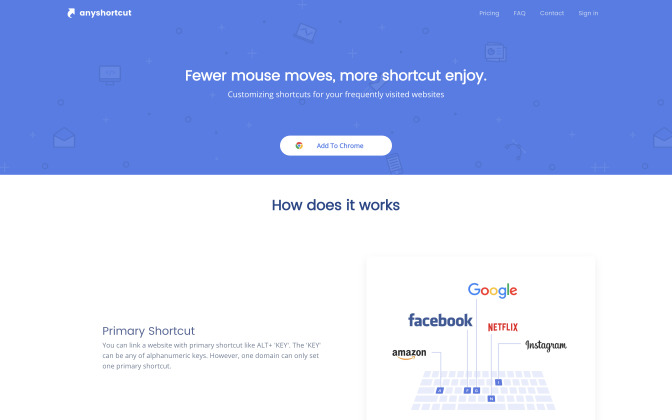 anyshortcut
Pricing FAQ Contact Sign in
Fewer mouse moves, more shortcut enjoy.
Customizing shortcuts for your frequently visited websites
Add To Chrome
How does it works
Primary Shortcut
You can link a website with primary shortcut like ALT+ 'KEY'. The 'KEY'
can be any of alphanumeric keys. However, one domain can only set
one primary shortcut.
Google
facebook
NETFLIX
Instagram
amazon